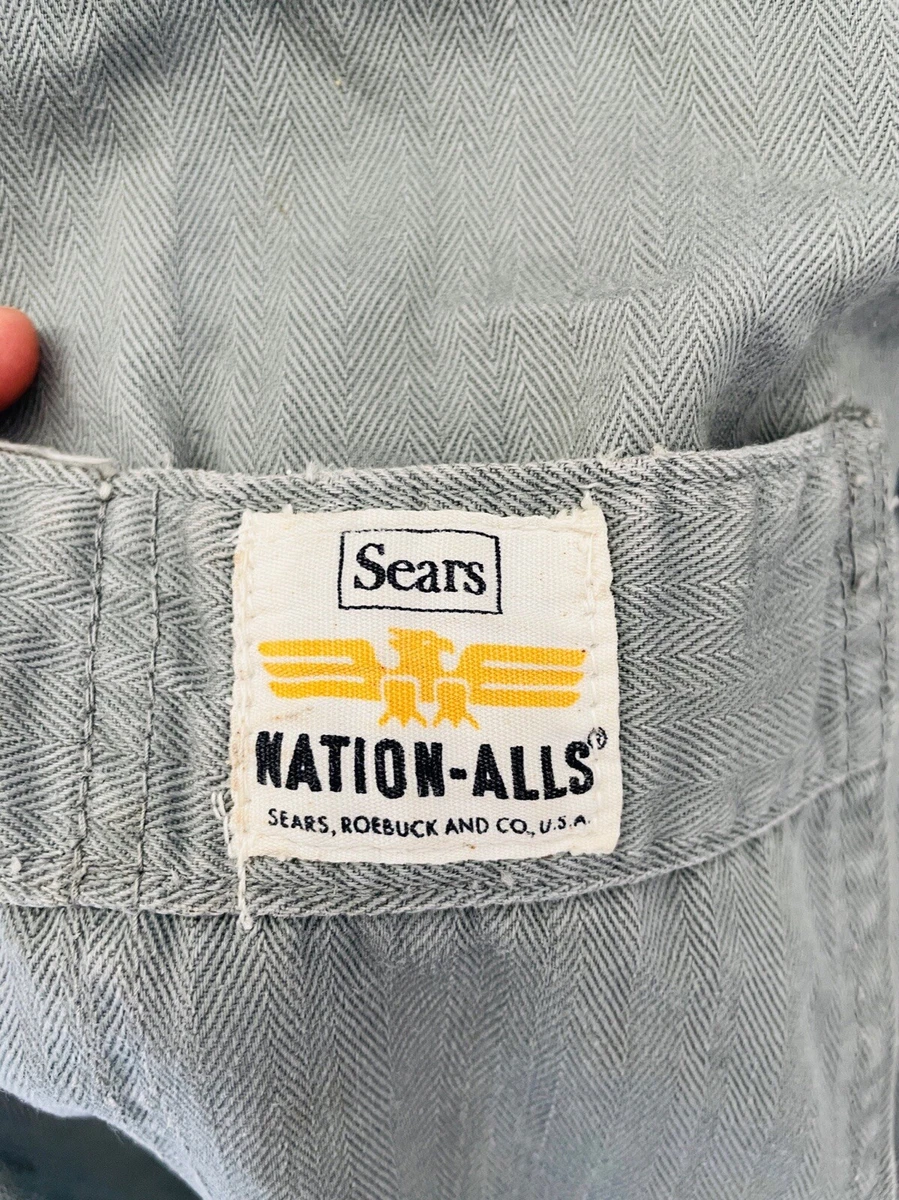 Sears
NATION-ALLS®
SEARS, ROEBUCK AND CO., U.S.A.